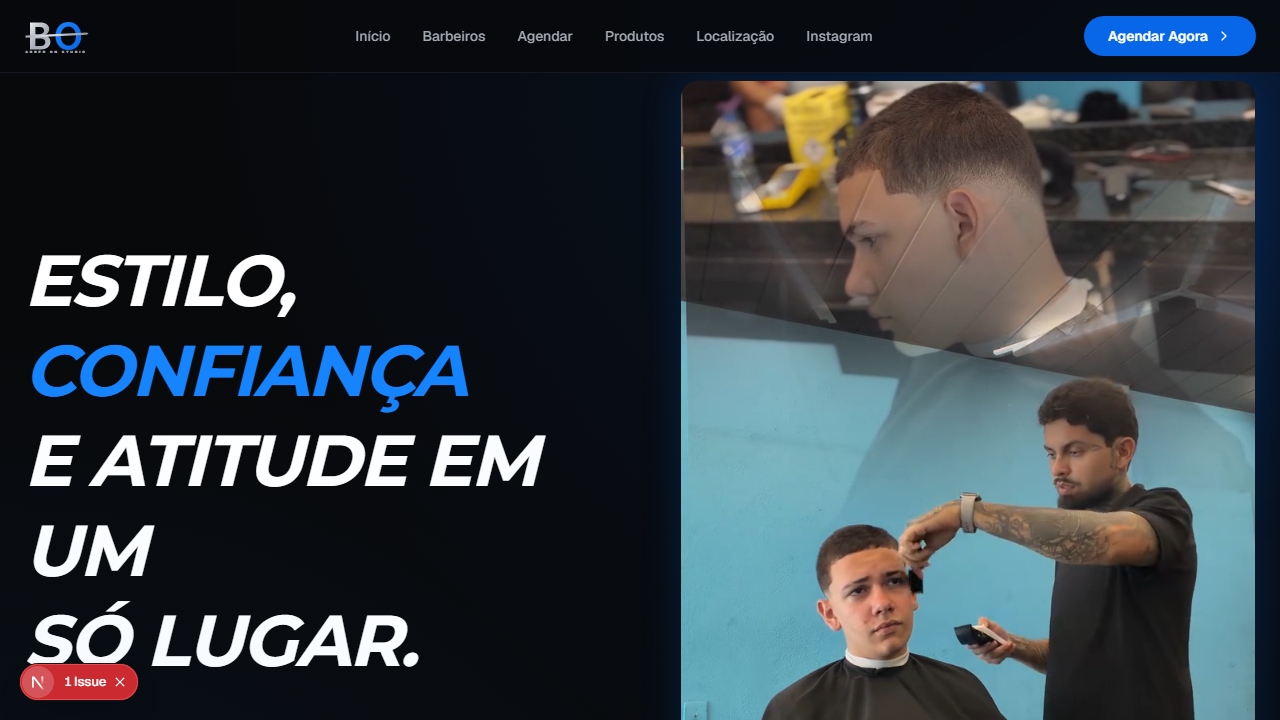 BO
Início
Barbeiros
Agendar
Produtos
Localização
Instagram
Agendar Agora
ESTILO,
CONFIANÇA
E ATITUDE EM
UM
SÓ LUGAR.
N
1 Issue